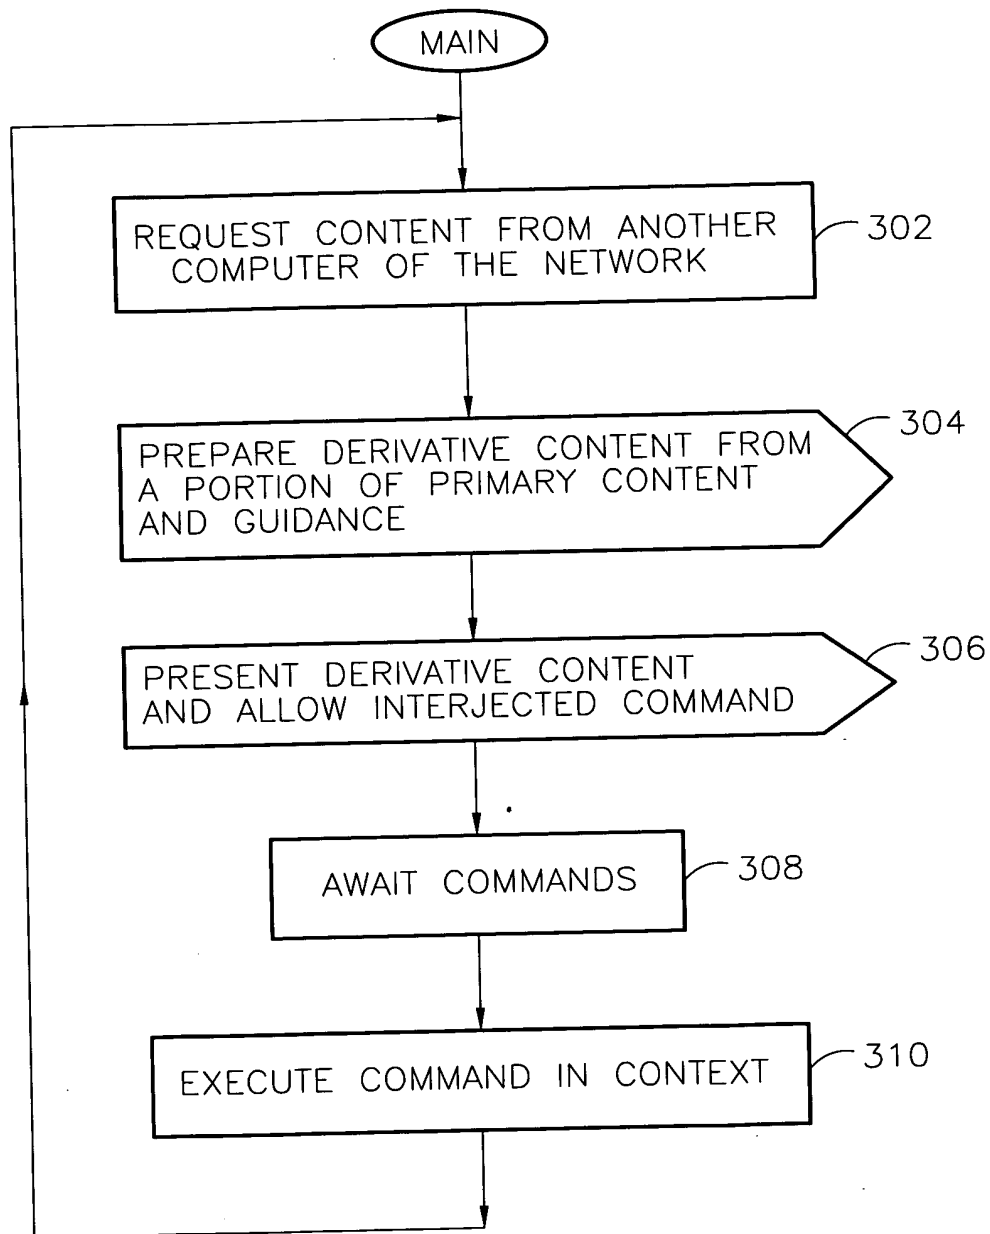 MAIN
REQUEST CONTENT FROM ANOTHER
COMPUTER OF THE NETWORK
302
PREPARE DERIVATIVE CONTENT FROM
A PORTION OF PRIMARY CONTENT
AND GUIDANCE
304
PRESENT DERIVATIVE CONTENT
AND ALLOW INTERJECTED COMMAND
306
AWAIT COMMANDS
308
EXECUTE COMMAND IN CONTEXT
310